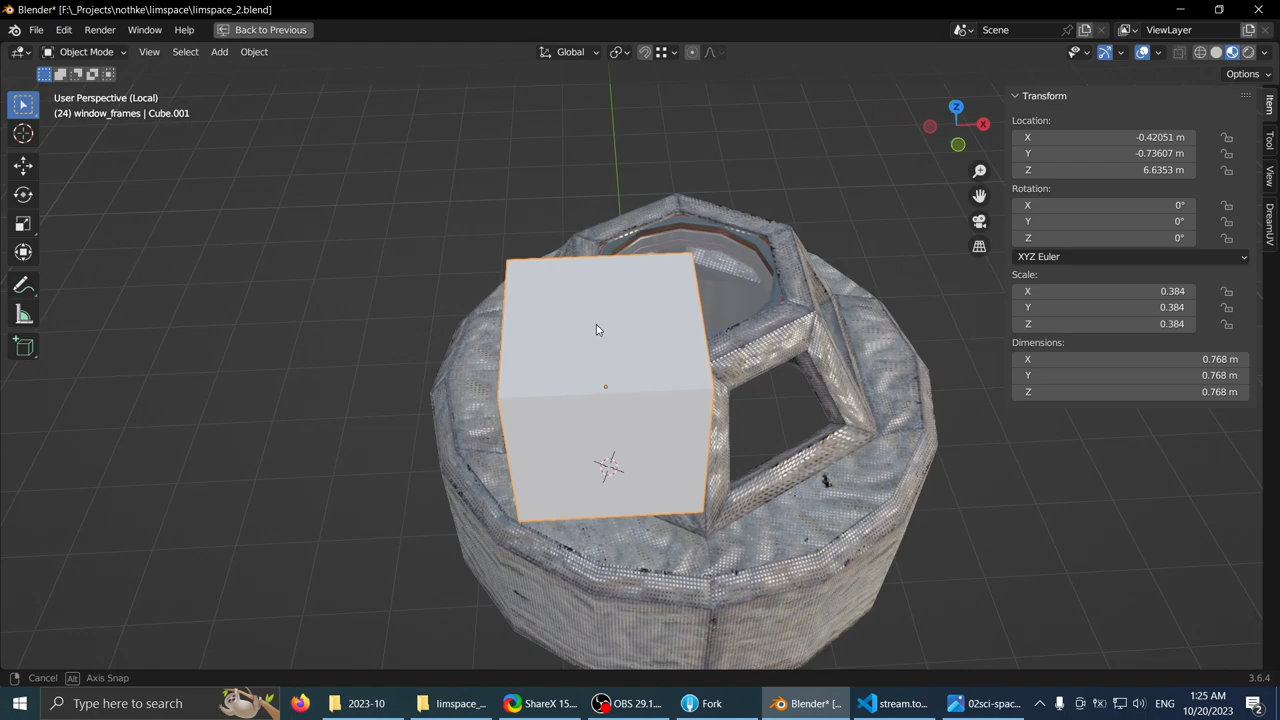 Blender* [F:\_Projects\nothke\limspace\limspace_2.blend]
File Edit Render Window Help Back to Previous Scene ViewLayer
Object Mode View Select Add Object Global
Options
User Perspective (Local)
(24) window_frames | Cube.001
Z
X
Transform
Location:
X -0.42051 m
Y -0.73607 m
Z 6.6353 m
Rotation:
X 0°
Y 0°
Z 0°
XYZ Euler
Scale:
X 0.384
Y 0.384
Z 0.384
Dimensions:
X 0.768 m
Y 0.768 m
Z 0.768 m
Item
Tool
View
DreamUV
Cancel Alt Axis Snap 3.6.4
Type here to search 2023-10 limspace_... ShareX 15.... OBS 29.1.... Fork Blender* [... stream.to... 02sci-spac... ENG 1:25 AM 10/20/2023 2